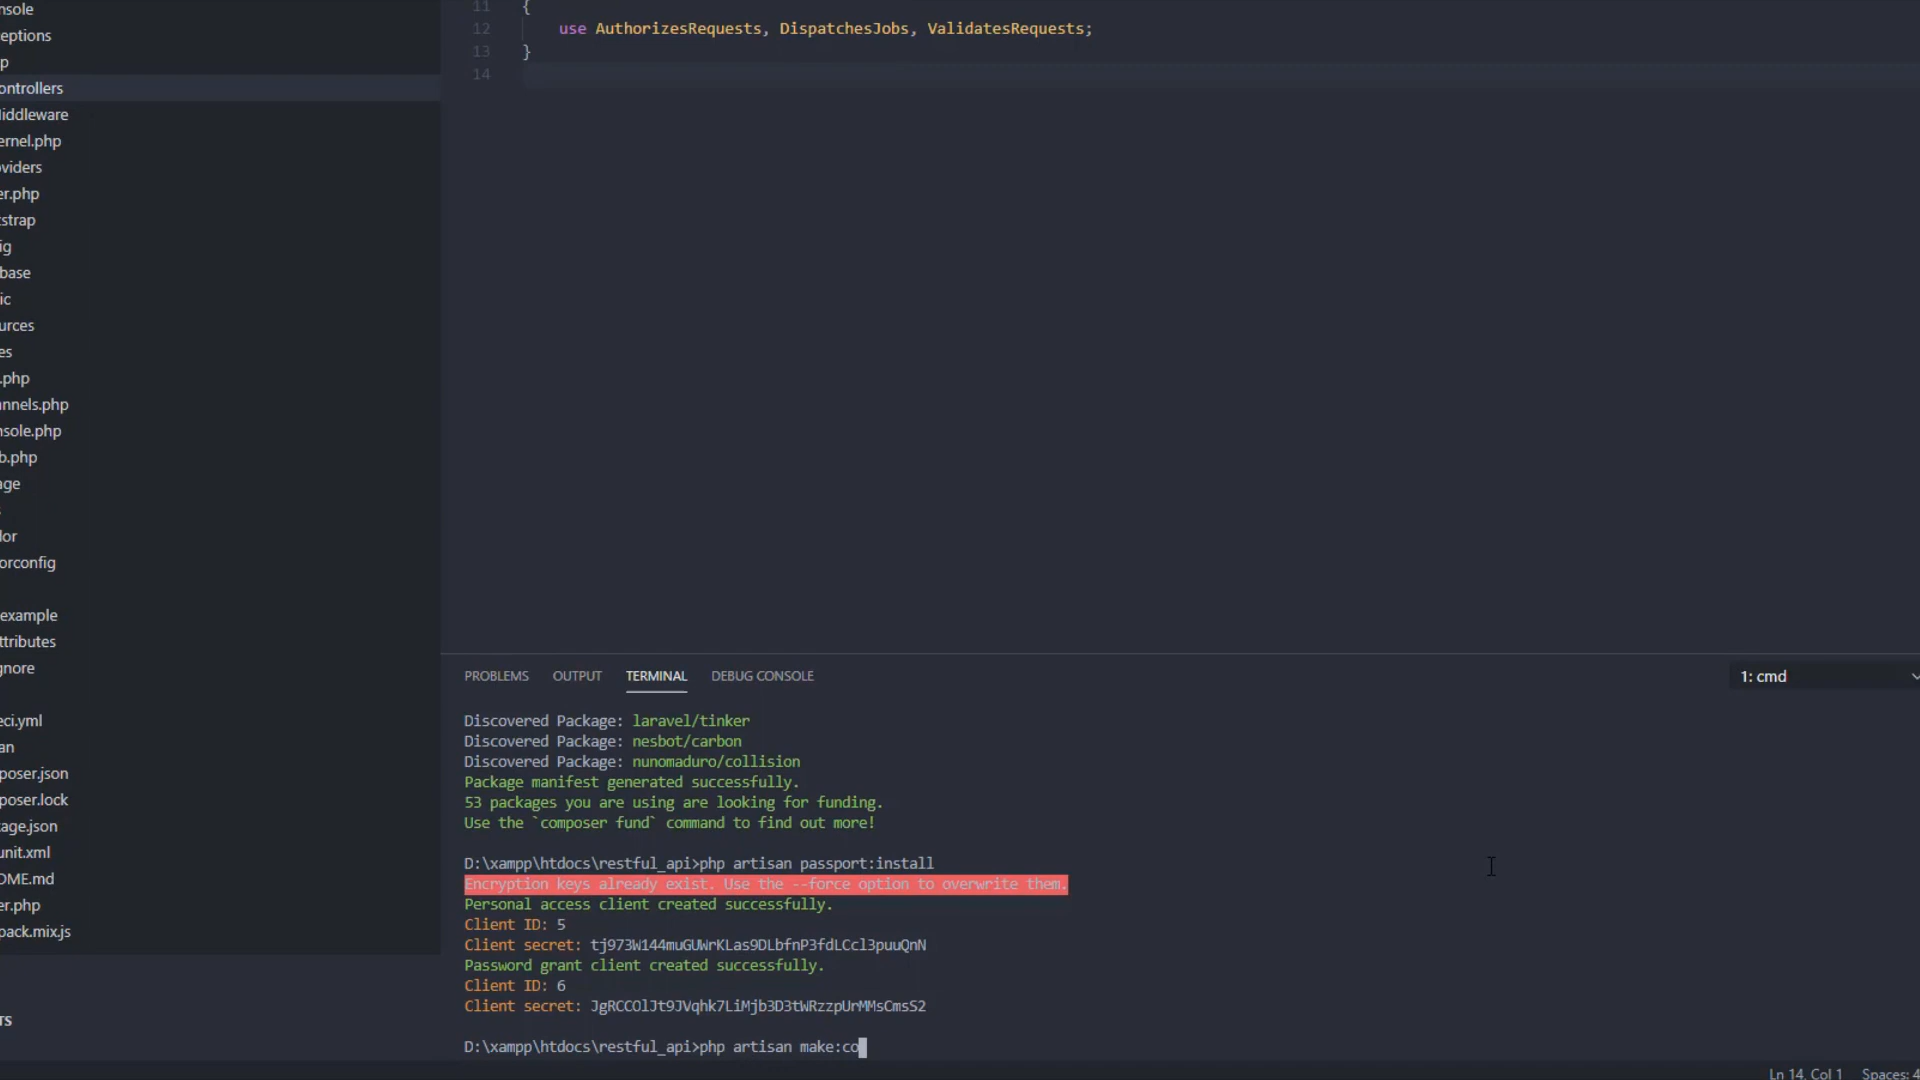 nsole
eptions
p
ontrollers
iddleware
ernel.php
viders
er.php
tstrap
ig
base
ic
urces
es
.php
annels.php
nsole.php
b.php
age
s
dor
orconfig
example
ttributes
gnore
eci.yml
an
poser.json
poser.lock
age.json
unit.xml
DME.md
er.php
pack.mix.js
TS
11 {
12 use AuthorizesRequests, DispatchesJobs, ValidatesRequests;
13 }
14
PROBLEMS OUTPUT TERMINAL DEBUG CONSOLE 1: cmd
Discovered Package: laravel/tinker
Discovered Package: nesbot/carbon
Discovered Package: nunomaduro/collision
Package manifest generated successfully.
53 packages you are using are looking for funding.
Use the `composer fund` command to find out more!
D:\xampp\htdocs\restful_api>php artisan passport:install
Encryption keys already exist. Use the --force option to overwrite them.
Personal access client created successfully.
Client ID: 5
Client secret: tj973W144muGUWrKLas9DLbfnP3fdLCcl3puuQnN
Password grant client created successfully.
Client ID: 6
Client secret: JgRCCOlJt9JVqhk7LiMjb3D3tWRzzpUrMMsCmsS2
D:\xampp\htdocs\restful_api>php artisan make:co
Ln 14, Col 1 Spaces: 4